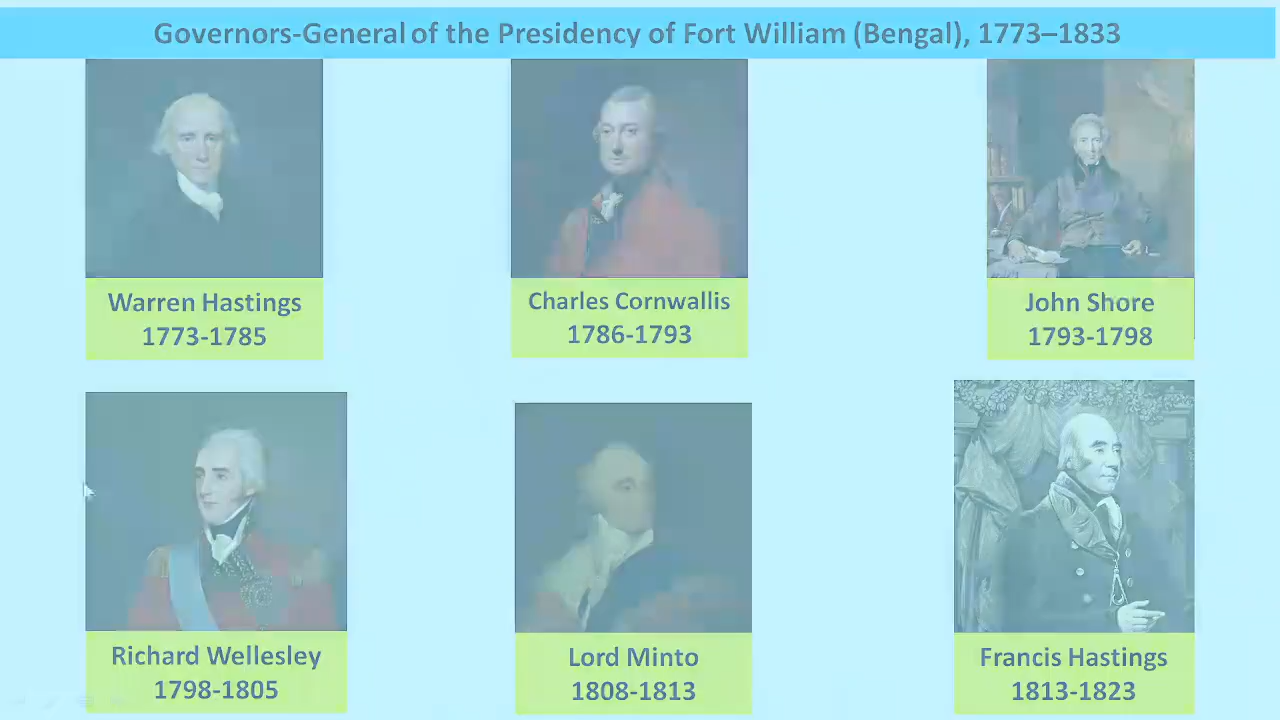 Governors-General of the Presidency of Fort William (Bengal), 1773–1833
Warren Hastings
1773-1785
Charles Cornwallis
1786-1793
John Shore
1793-1798
Richard Wellesley
1798-1805
Lord Minto
1808-1813
Francis Hastings
1813-1823